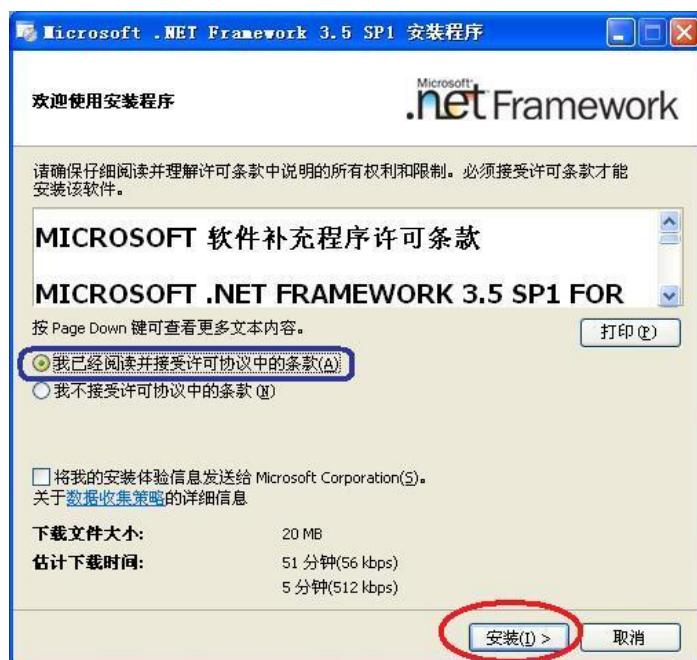 Microsoft .NET Framework 3.5 SP1 安装程序
欢迎使用安装程序
Microsoft
.net Framework
请确保仔细阅读并理解许可条款中说明的所有权利和限制。必须接受许可条款才能
安装该软件。
MICROSOFT 软件补充程序许可条款
MICROSOFT .NET FRAMEWORK 3.5 SP1 FOR
按 Page Down 键可查看更多文本内容。
打印(P)
我已经阅读并接受许可协议中的条款(A)
我不接受许可协议中的条款(N)
将我的安装体验信息发送给 Microsoft Corporation(S)。
关于数据收集策略的详细信息
下载文件大小: 20 MB
估计下载时间: 51 分钟(56 kbps)
5 分钟(512 kbps)
安装(I) > 取消